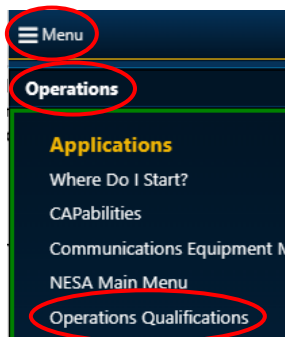 Menu
Operations
Applications
Where Do I Start?
CAPabilities
Communications Equipment
NESA Main Menu
Operations Qualifications